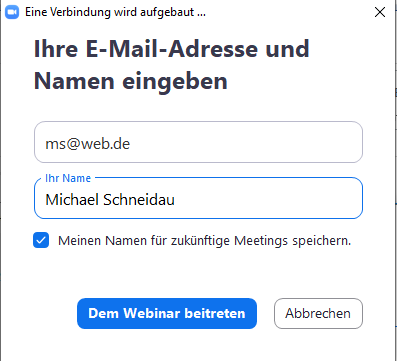 Eine Verbindung wird aufgebaut ...
Ihre E-Mail-Adresse und
Namen eingeben
ms@web.de
Ihr Name
Michael Schneidau
Meinen Namen für zukünftige Meetings speichern.
Dem Webinar beitreten
Abbrechen